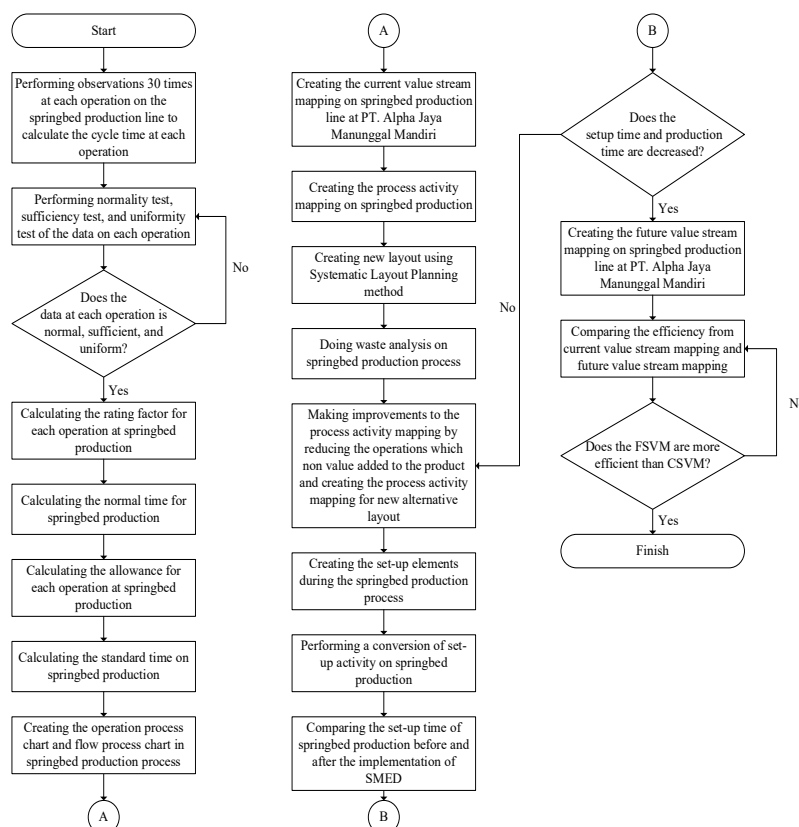 Start
Performing observations 30 times
at each operation on the
springbed production line to
calculate the cycle time at each
operation
Performing normality test,
sufficiency test, and uniformity
test of the data on each operation
No
Does the
data at each operation is
normal, sufficient, and
uniform?
Yes
Calculating the rating factor for
each operation at springbed
production
Calculating the normal time for
springbed production
Calculating the allowance for
each operation at springbed
production
Calculating the standard time on
springbed production
Creating the operation process
chart and flow process chart in
springbed production process
A
A
Creating the current value stream
mapping on springbed production
line at PT. Alpha Jaya
Manunggal Mandiri
Creating the process activity
mapping on springbed production
Creating new layout using
Systematic Layout Planning
method
Doing waste analysis on
springbed production process
Making improvements to the
process activity mapping by
reducing the operations which
non value added to the product
and creating the process activity
mapping for new alternative
layout
Creating the set-up elements
during the springbed production
process
Performing a conversion of set-
up activity on springbed
production
Comparing the set-up time of
springbed production before and
after the implementation of
SMED
B
B
Does the
setup time and production
time are decreased?
No
Yes
Creating the future value stream
mapping on springbed production
line at PT. Alpha Jaya
Manunggal Mandiri
Comparing the efficiency from
current value stream mapping and
future value stream mapping
N
Does the FSVM are more
efficient than CSVM?
Yes
Finish